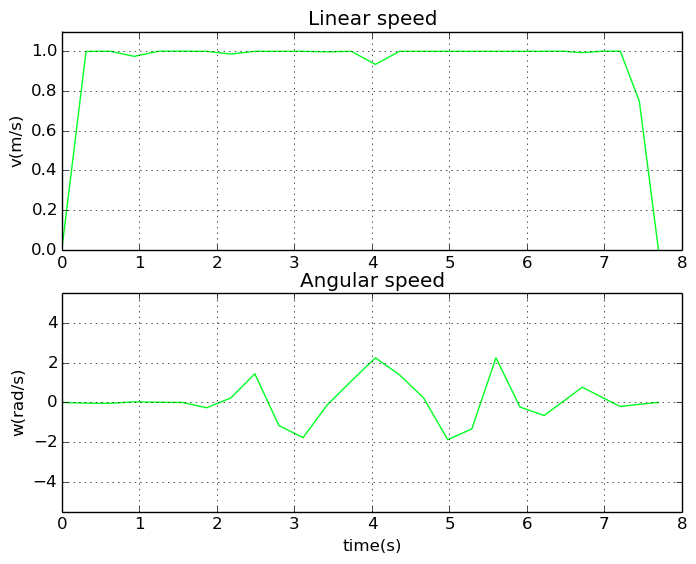 Linear speed
1.0
0.8
0.6
0.4
0.2
0.0
v(m/s)
0 1 2 3 4 5 6 7 8
Angular speed
4
2
0
−2
−4
w(rad/s)
0 1 2 3 4 5 6 7 8
time(s)